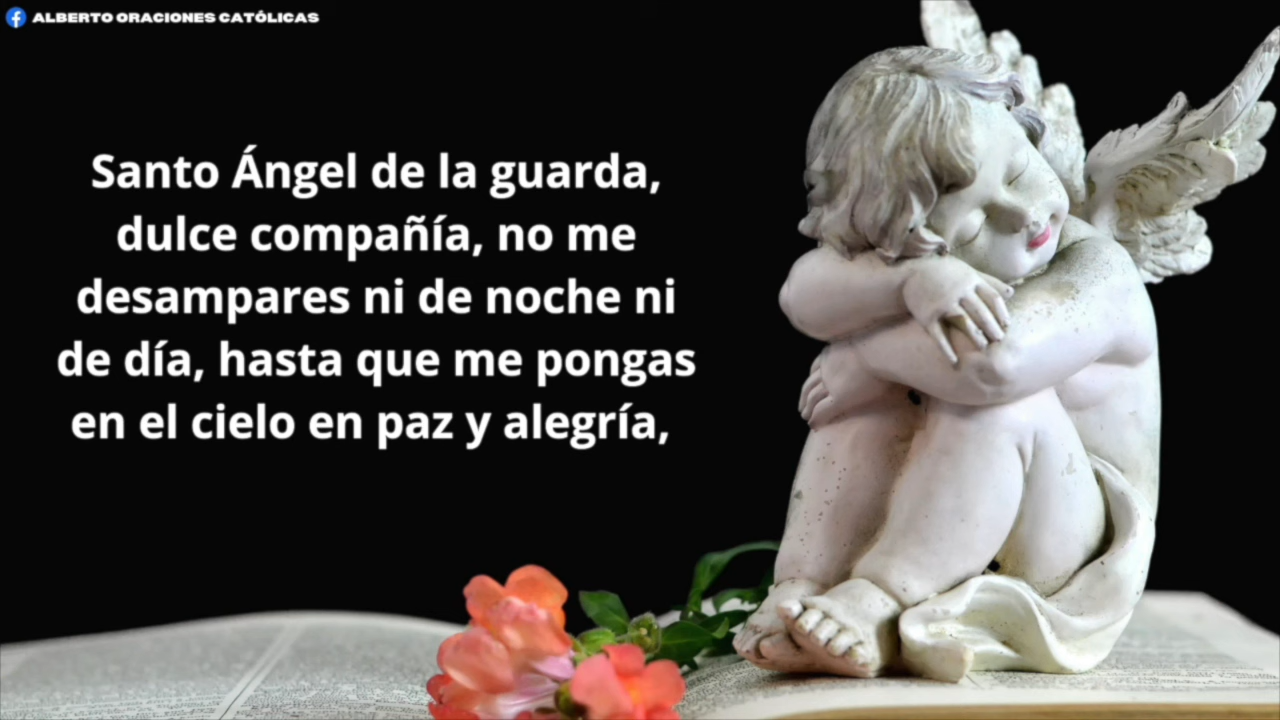 ALBERTO ORACIONES CATÓLICAS
Santo Ángel de la guarda,
dulce compañía, no me
desampares ni de noche ni
de día, hasta que me pongas
en el cielo en paz y alegría,